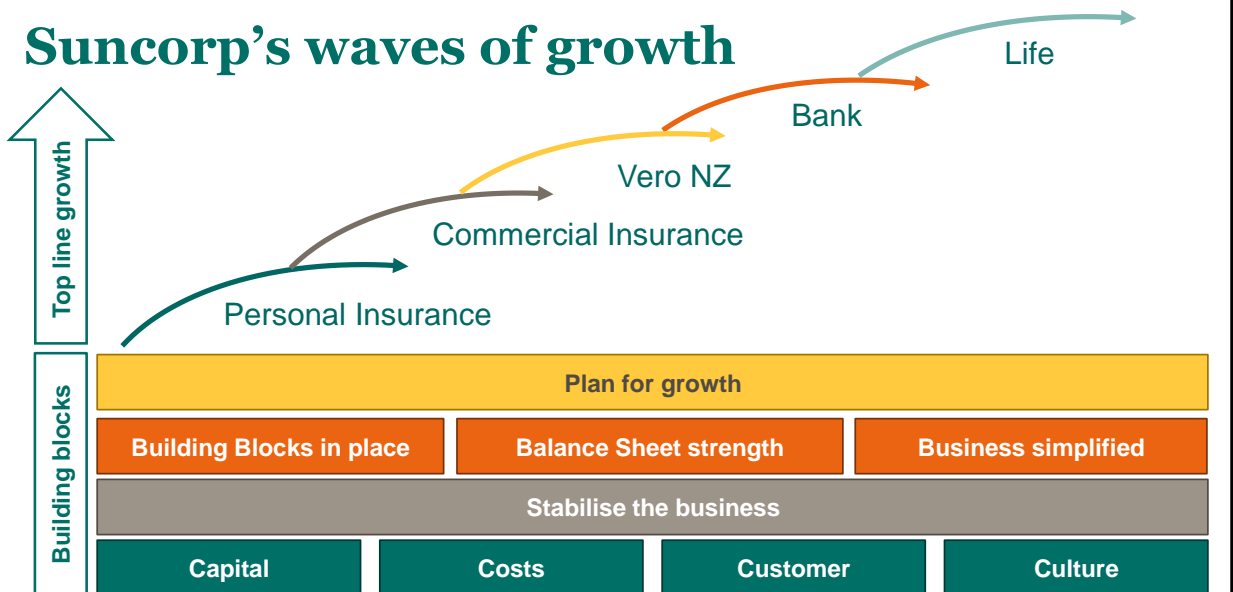 Suncorp's waves of growth
Life
Bank
Vero NZ
Commercial Insurance
Personal Insurance
Top line growth
Plan for growth
Building Blocks in place
Balance Sheet strength
Business simplified
Stabilise the business
Capital
Costs
Customer
Culture
Building blocks